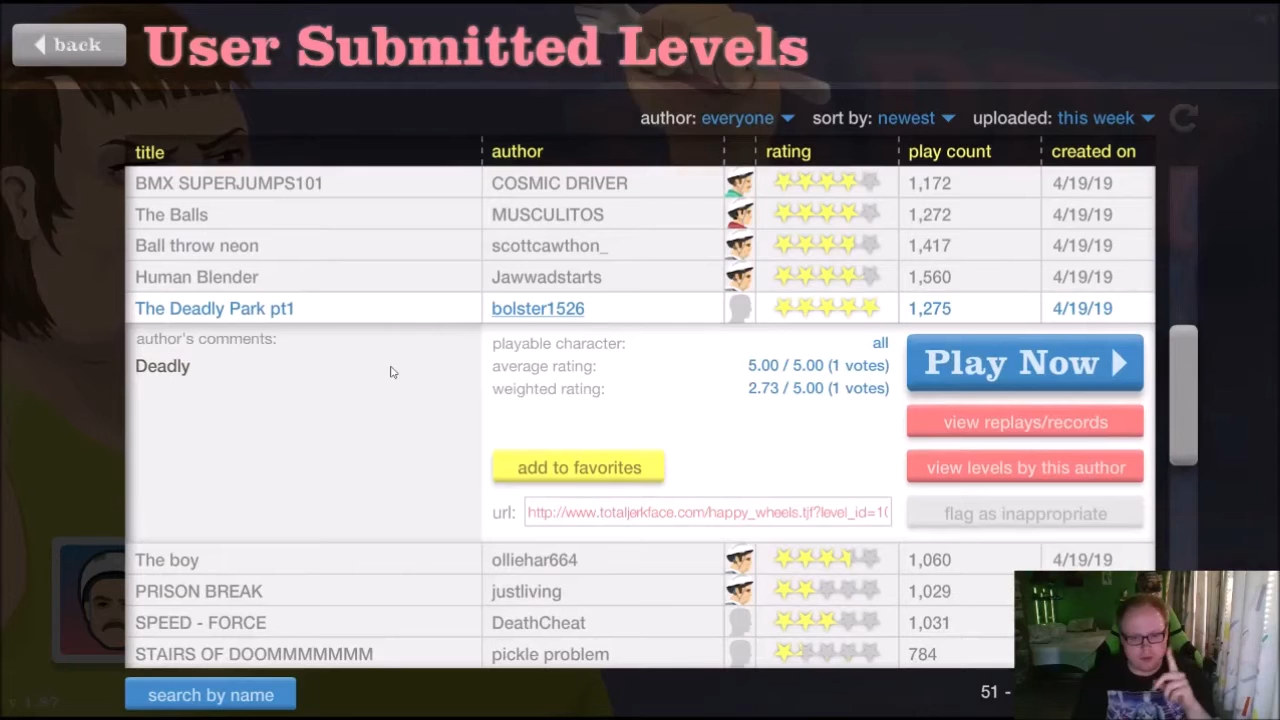 back
User Submitted Levels
author: everyone sort by: newest uploaded: this week
title author rating play count created on
BMX SUPERJUMPS101 COSMIC DRIVER 1,172 4/19/19
The Balls MUSCULITOS 1,272 4/19/19
Ball throw neon scottcawthon_ 1,417 4/19/19
Human Blender Jawwadstarts 1,560 4/19/19
The Deadly Park pt1 bolster1526 1,275 4/19/19
author's comments:
Deadly
playable character: all
average rating: 5.00 / 5.00 (1 votes)
weighted rating: 2.73 / 5.00 (1 votes)
Play Now
view replays/records
add to favorites
view levels by this author
url: http://www.totaljerkface.com/happy_wheels.tjf?level_id=1(
flag as inappropriate
The boy olliehar664 1,060 4/19/19
PRISON BREAK justliving 1,029
SPEED - FORCE DeathCheat 1,031
STAIRS OF DOOMMMMMMM pickle problem 784
search by name
51 -
v 1.87